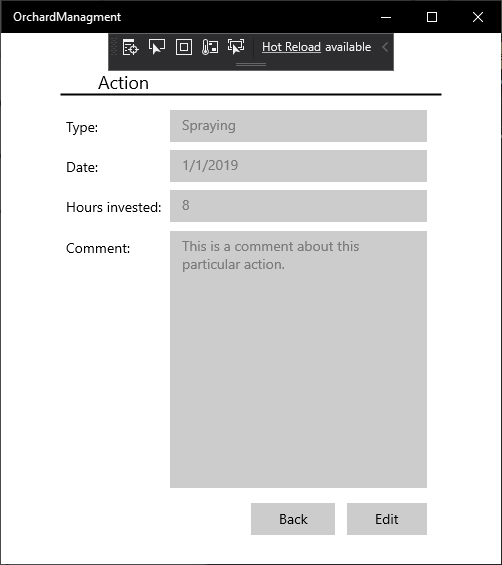 OrchardManagment
Hot Reload available
Action
Type:
Spraying
Date:
1/1/2019
Hours invested:
8
Comment:
This is a comment about this
particular action.
Back
Edit